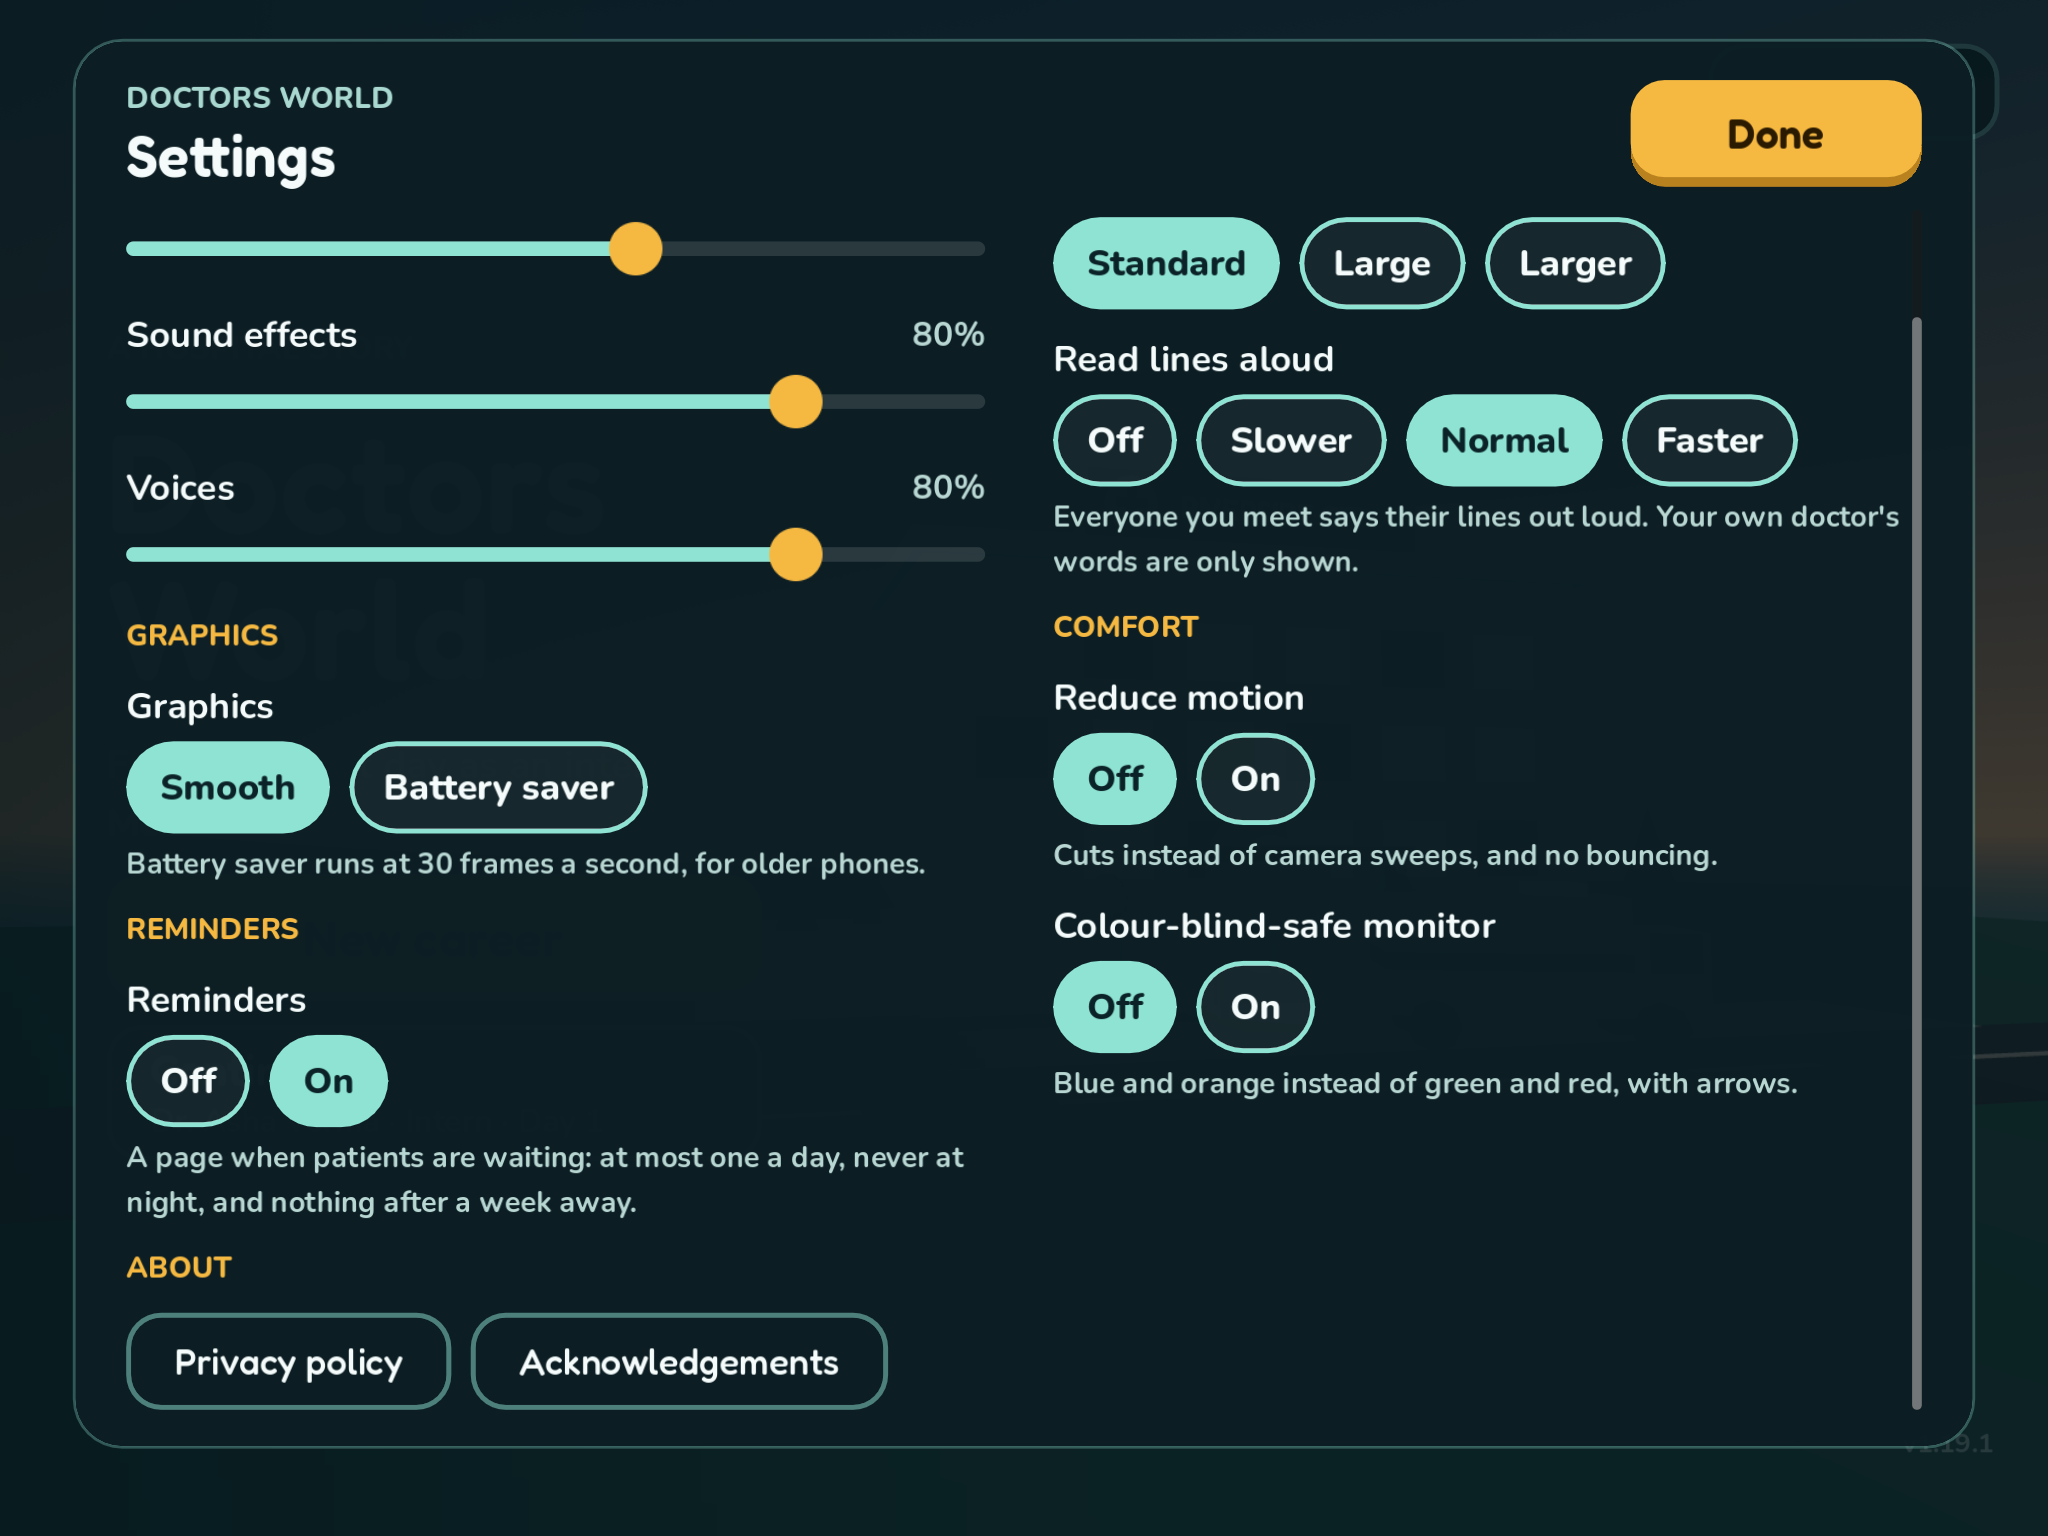 DOCTORS WORLD
Settings
Done
Sound effects
80%
Voices
80%
GRAPHICS
Graphics
Smooth
Battery saver
Battery saver runs at 30 frames a second, for older phones.
REMINDERS
Reminders
Off
On
A page when patients are waiting: at most one a day, never at
night, and nothing after a week away.
ABOUT
Privacy policy
Acknowledgements
Standard
Large
Larger
Read lines aloud
Off
Slower
Normal
Faster
Everyone you meet says their lines out loud. Your own doctor's
words are only shown.
COMFORT
Reduce motion
Off
On
Cuts instead of camera sweeps, and no bouncing.
Colour-blind-safe monitor
Off
On
Blue and orange instead of green and red, with arrows.
Doctors
World
v1.19.1